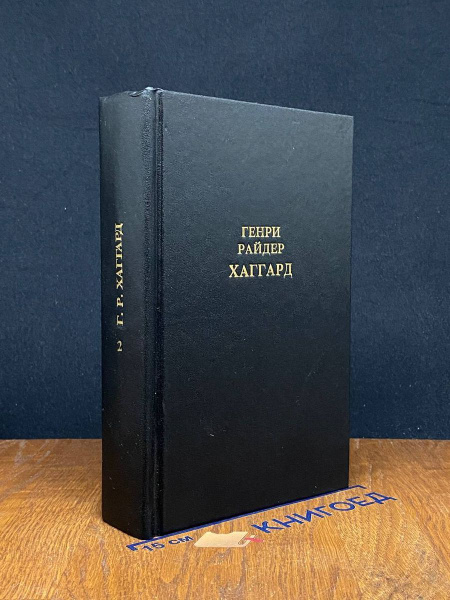 Г. Р. ХАГГАРД
2
ГЕНРИ
РАЙДЕР
ХАГГАРД
15 СМ
КНИГОЕД